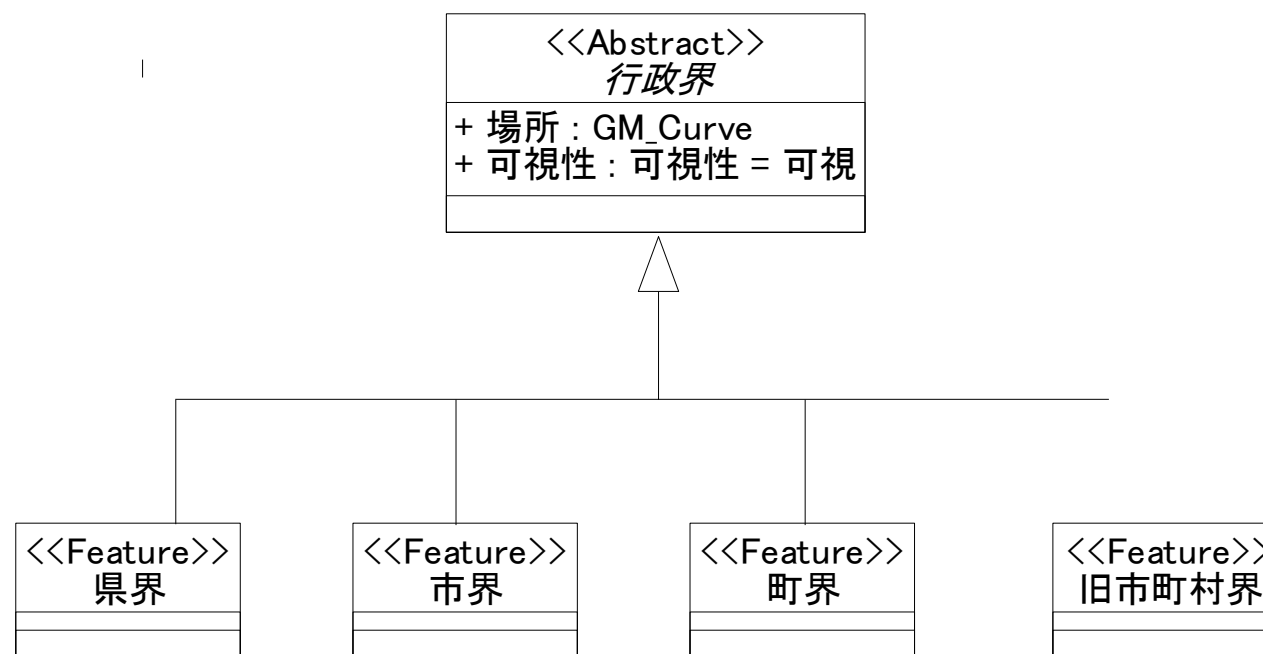 <<Abstract>>
行政界
+ 場所 : GM_Curve
+ 可視性 : 可視性 = 可視
<<Feature>>
県界
<<Feature>>
市界
<<Feature>>
町界
<<Feature>>
旧市町村界